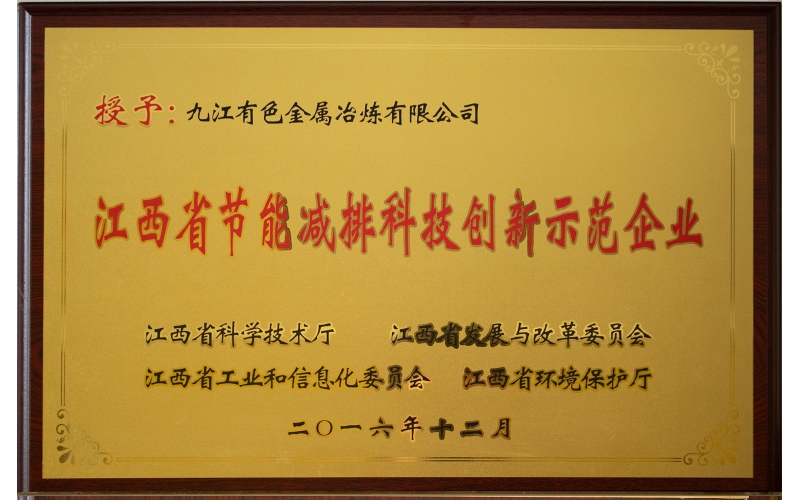 授予：九江有色金属冶炼有限公司
江西省节能减排科技创新示范企业
江西省科学技术厅 江西省发展与改革委员会
江西省工业和信息化委员会 江西省环境保护厅
二〇一六年十二月